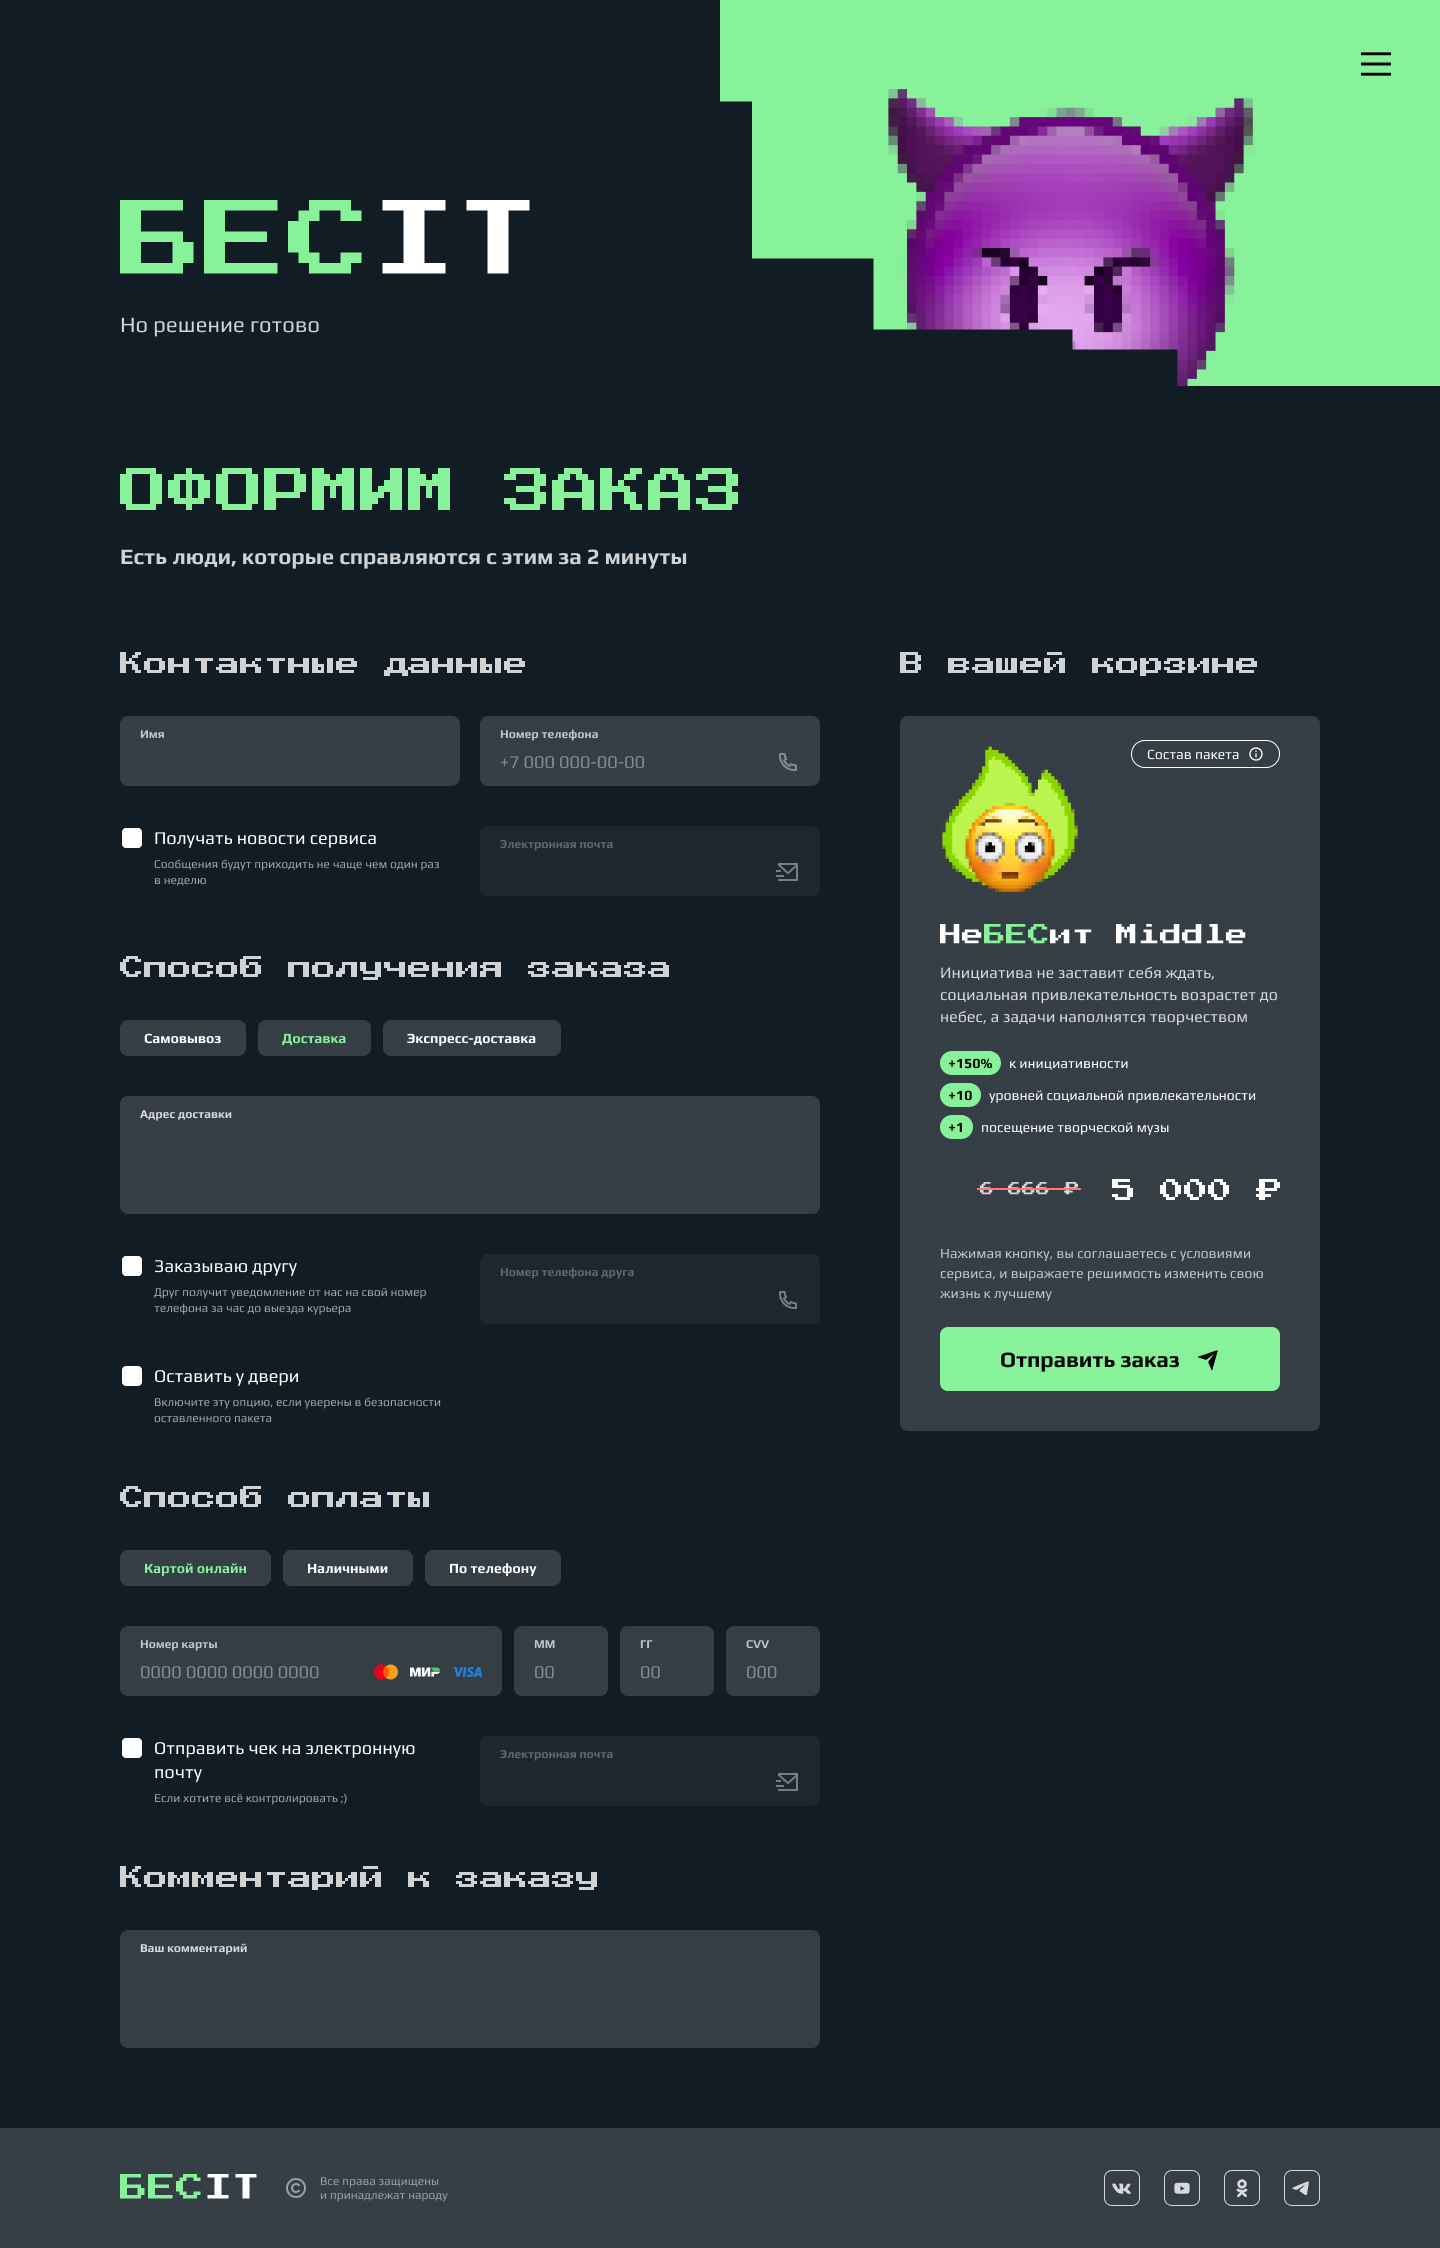 БЕСIT
Но решение готово
ОФОРМИМ ЗАКАЗ
Есть люди, которые справляются с этим за 2 минуты
Контактные данные
Имя
Номер телефона
+7 000 000-00-00
Получать новости сервиса
Сообщения будут приходить не чаще чем один раз
в неделю
Электронная почта
Способ получения заказа
Самовывоз
Доставка
Экспресс-доставка
Адрес доставки
Заказываю другу
Друг получит уведомление от нас на свой номер
телефона за час до выезда курьера
Номер телефона друга
Оставить у двери
Включите эту опцию, если уверены в безопасности
оставленного пакета
Способ оплаты
Картой онлайн
Наличными
По телефону
Номер карты
0000 0000 0000 0000
МИР
VISA
ММ
00
ГГ
00
CVV
000
Отправить чек на электронную
почту
Если хотите всё контролировать ;)
Электронная почта
Комментарий к заказу
Ваш комментарий
В вашей корзине
Состав пакета
НеБЕСит Middle
Инициатива не заставит себя ждать,
социальная привлекательность возрастет до
небес, а задачи наполнятся творчеством
+150% к инициативности
+10 уровней социальной привлекательности
+1 посещение творческой музы
6 666 ₽ 5 000 ₽
Нажимая кнопку, вы соглашаетесь с условиями
сервиса, и выражаете решимость изменить свою
жизнь к лучшему
Отправить заказ
БЕСIT
© Все права защищены
и принадлежат народу